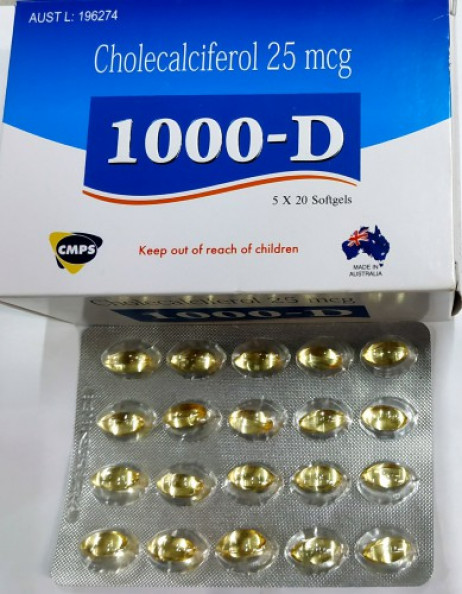 AUST L: 196274
Cholecalciferol 25 mcg
1000-D
5 X 20 Softgels
CMPS
Keep out of reach of children
MADE IN
AUSTRALIA
Cholecalciferol 25 mcg
1000-D